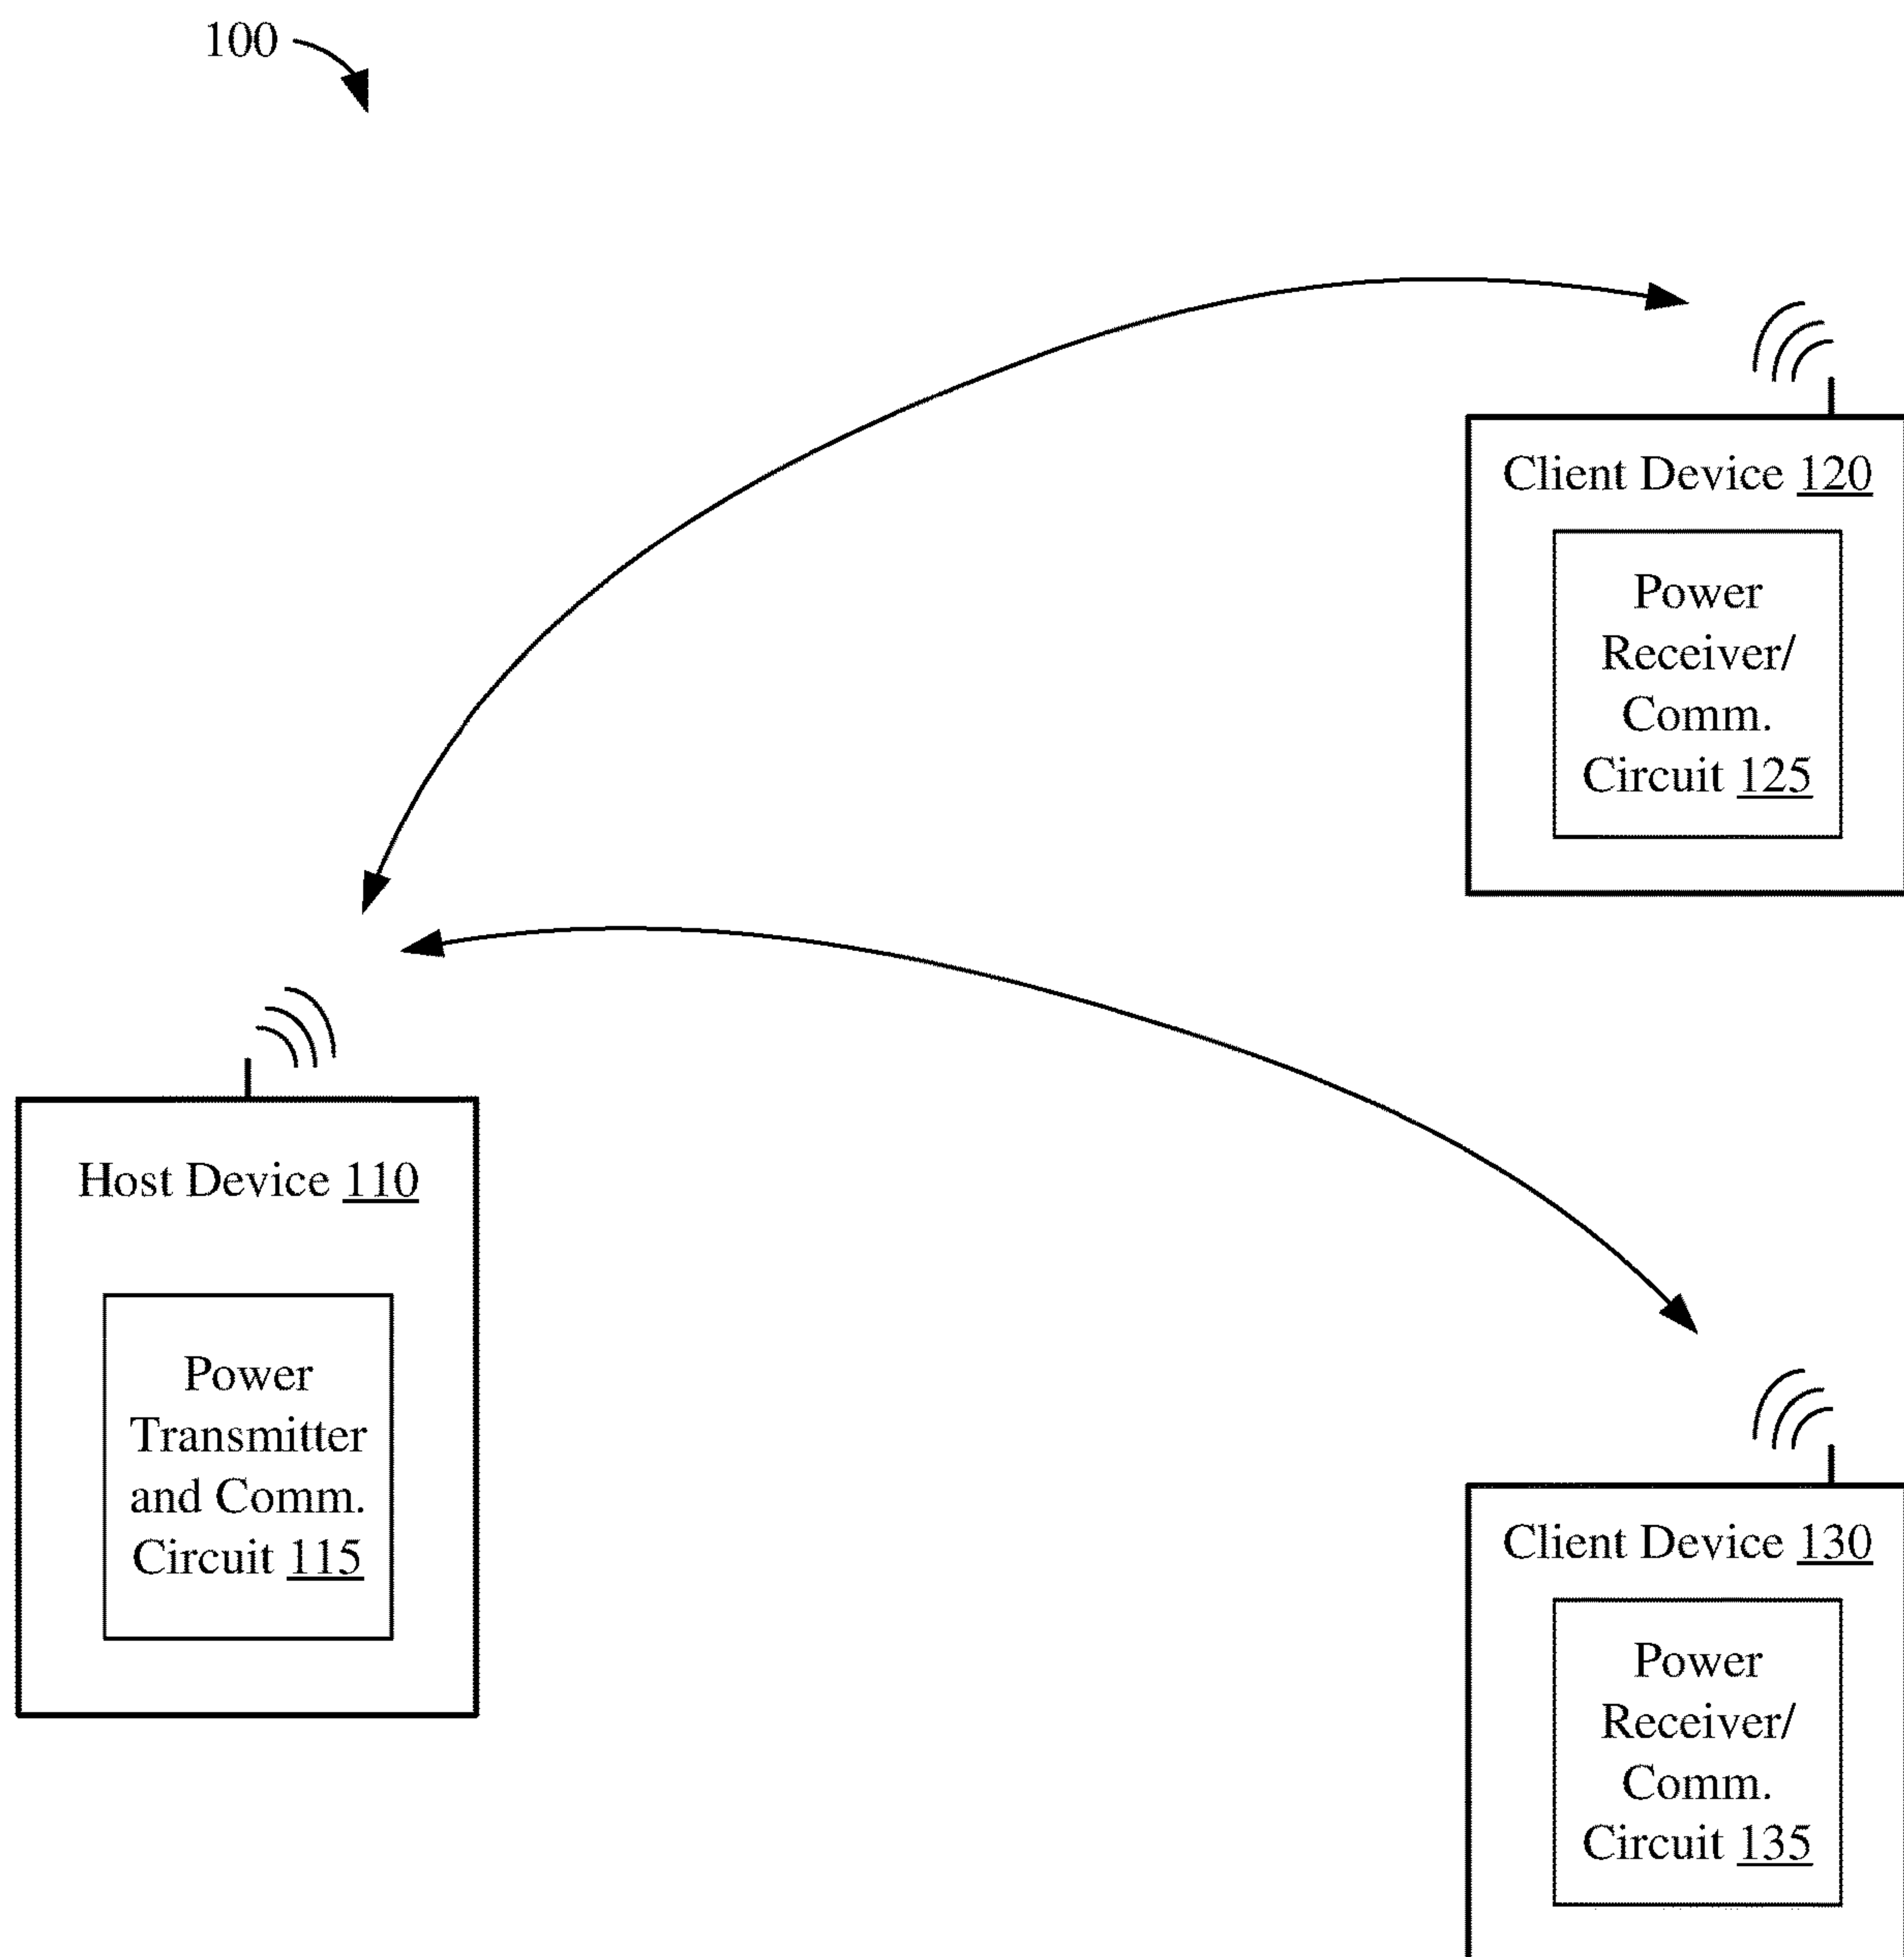 100
Client Device 120
Power
Receiver/
Comm.
Circuit 125
Host Device 110
Power
Transmitter
and Comm.
Circuit 115
Client Device 130
Power
Receiver/
Comm.
Circuit 135